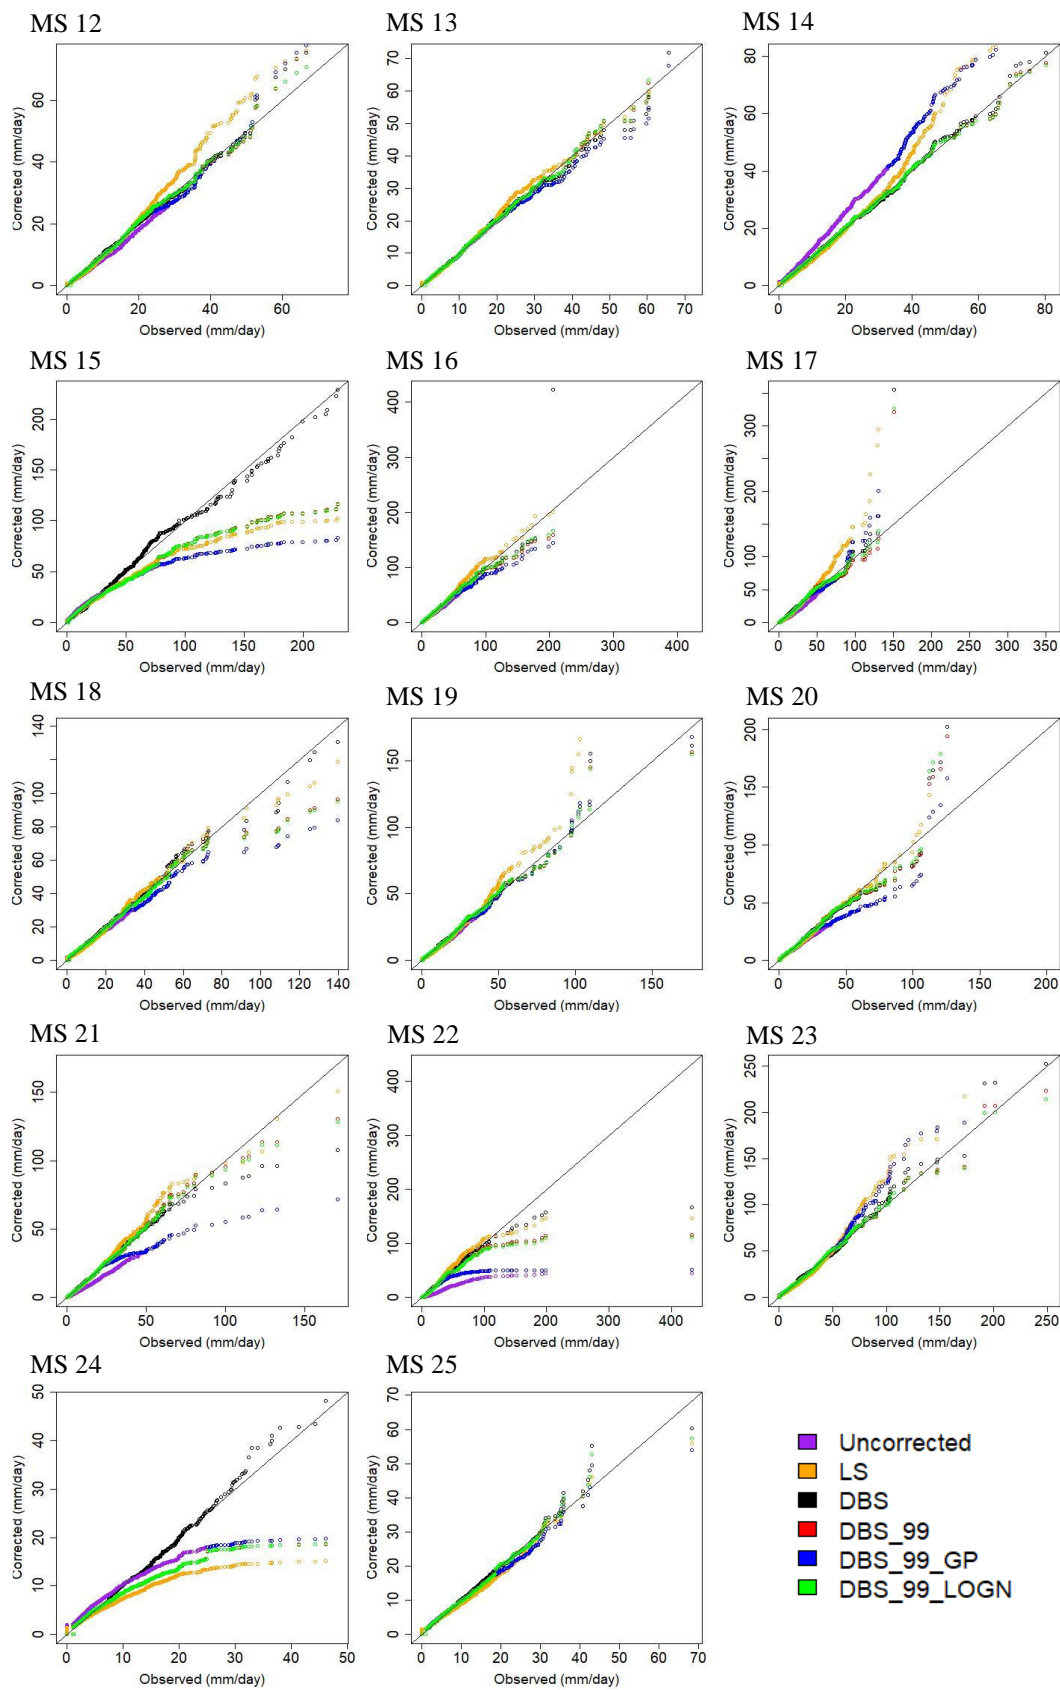 MS 12
MS 13
MS 14
Corrected (mm/day)
0 20 40 60
0 20 40 60
Observed (mm/day)
Corrected (mm/day)
0 10 20 30 40 50 60 70
0 10 20 30 40 50 60 70
Observed (mm/day)
Corrected (mm/day)
0 20 40 60 80
0 20 40 60 80
Observed (mm/day)
MS 15
MS 16
MS 17
Corrected (mm/day)
0 50 100 150 200
0 50 100 150 200
Observed (mm/day)
Corrected (mm/day)
0 100 200 300 400
0 100 200 300 400
Observed (mm/day)
Corrected (mm/day)
0 50 100 200 300
0 50 100 150 200 250 300 350
Observed (mm/day)
MS 18
MS 19
MS 20
Corrected (mm/day)
0 20 40 60 80 100 140
0 20 40 60 80 100 120 140
Observed (mm/day)
Corrected (mm/day)
0 50 100 150
0 50 100 150
Observed (mm/day)
Corrected (mm/day)
0 50 100 150 200
0 50 100 150 200
Observed (mm/day)
MS 21
MS 22
MS 23
Corrected (mm/day)
0 50 100 150
0 50 100 150
Observed (mm/day)
Corrected (mm/day)
0 100 200 300 400
0 100 200 300 400
Observed (mm/day)
Corrected (mm/day)
0 50 100 150 200 250
0 50 100 150 200 250
Observed (mm/day)
MS 24
MS 25
Corrected (mm/day)
0 10 20 30 40 50
0 10 20 30 40 50
Observed (mm/day)
Corrected (mm/day)
0 10 20 30 40 50 60 70
0 10 20 30 40 50 60 70
Observed (mm/day)
Uncorrected
LS
DBS
DBS_99
DBS_99_GP
DBS_99_LOGN